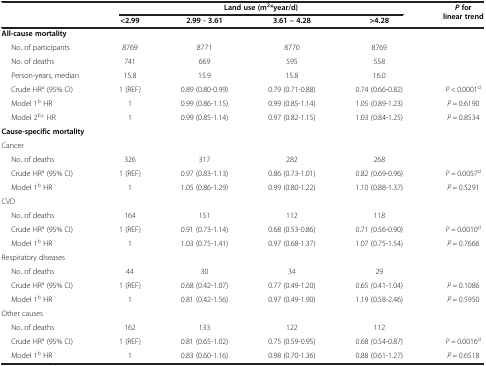 Land use (m2*year/d) P for linear trend
<2.99 2.99 - 3.61 3.61 – 4.28 >4.28
All-cause mortality
No. of participants 8769 8771 8770 8769
No. of deaths 741 669 595 558
Person-years, median 15.8 15.9 15.8 16.0
Crude HRa (95% CI) 1 (REF) 0.89 (0.80-0.99) 0.79 (0.71-0.88) 0.74 (0.66-0.82) P < 0.0001d
Model 1b HR 1 0.99 (0.86-1.15) 0.99 (0.85-1.14) 1.05 (0.89-1.23) P = 0.6190
Model 2b,c HR 1 0.99 (0.85-1.14) 0.97 (0.82-1.15) 1.03 (0.84-1.25) P = 0.8534
Cause-specific mortality
Cancer
No. of deaths 326 317 282 268
Crude HRa (95% CI) 1 (REF) 0.97 (0.83-1.13) 0.86 (0.73-1.01) 0.82 (0.69-0.96) P = 0.0057d
Model 1b HR 1 1.05 (0.86-1.29) 0.99 (0.80-1.22) 1.10 (0.88-1.37) P = 0.5291
CVD
No. of deaths 164 151 112 118
Crude HRa (95% CI) 1 (REF) 0.91 (0.73-1.14) 0.68 (0.53-0.86) 0.71 (0.56-0.90) P = 0.0010d
Model 1b HR 1 1.03 (0.75-1.41) 0.97 (0.68-1.37) 1.07 (0.75-1.54) P = 0.7666
Respiratory diseases
No. of deaths 44 30 34 29
Crude HRa (95% CI) 1 (REF) 0.68 (0.42-1.07) 0.77 (0.49-1.20) 0.65 (0.41-1.04) P = 0.1086
Model 1b HR 1 0.81 (0.42-1.56) 0.97 (0.49-1.90) 1.19 (0.58-2.46) P = 0.5950
Other causes
No. of deaths 162 133 122 112
Crude HRa (95% CI) 1 (REF) 0.81 (0.65-1.02) 0.75 (0.59-0.95) 0.68 (0.54-0.87) P = 0.0016d
Model 1b HR 1 0.83 (0.60-1.16) 0.98 (0.70-1.36) 0.88 (0.61-1.27) P = 0.6518